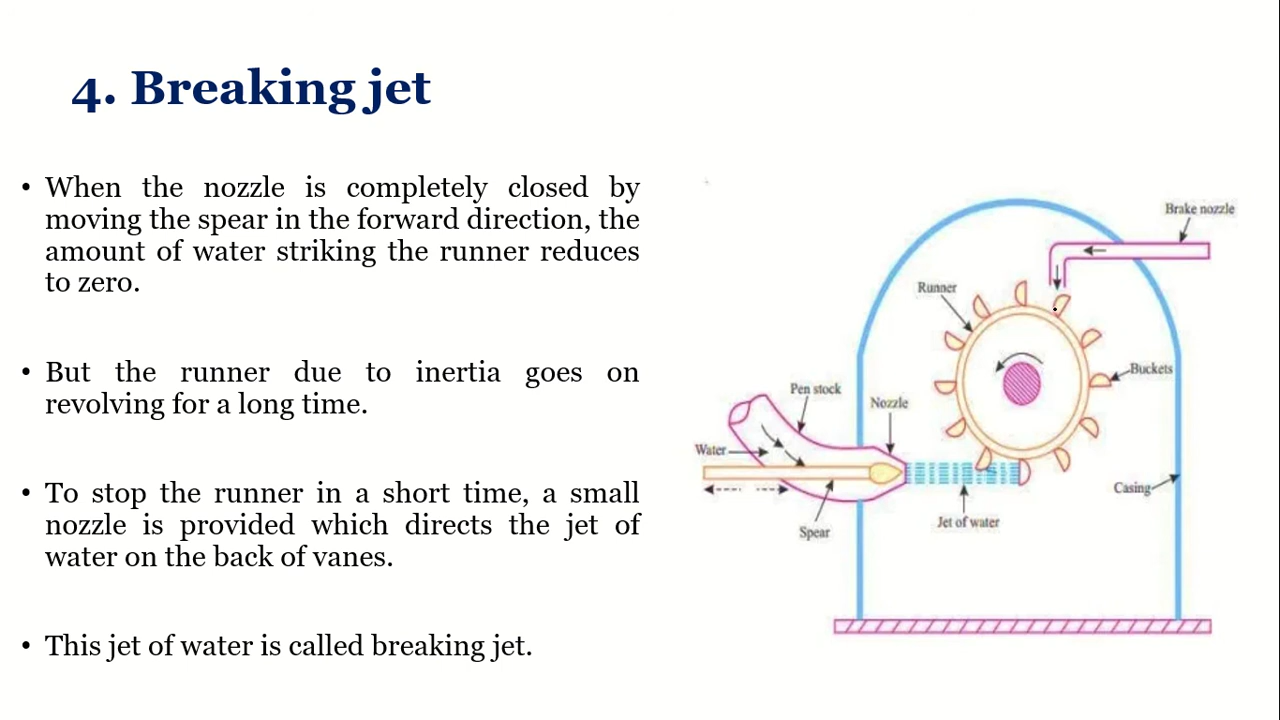 4. Breaking jet
• When the nozzle is completely closed by
moving the spear in the forward direction, the
amount of water striking the runner reduces
to zero.
• But the runner due to inertia goes on
revolving for a long time.
• To stop the runner in a short time, a small
nozzle is provided which directs the jet of
water on the back of vanes.
• This jet of water is called breaking jet.
Brake nozzle
Runner
Buckets
Pen stock
Nozzle
Water
Casing
Jet of water
Spear